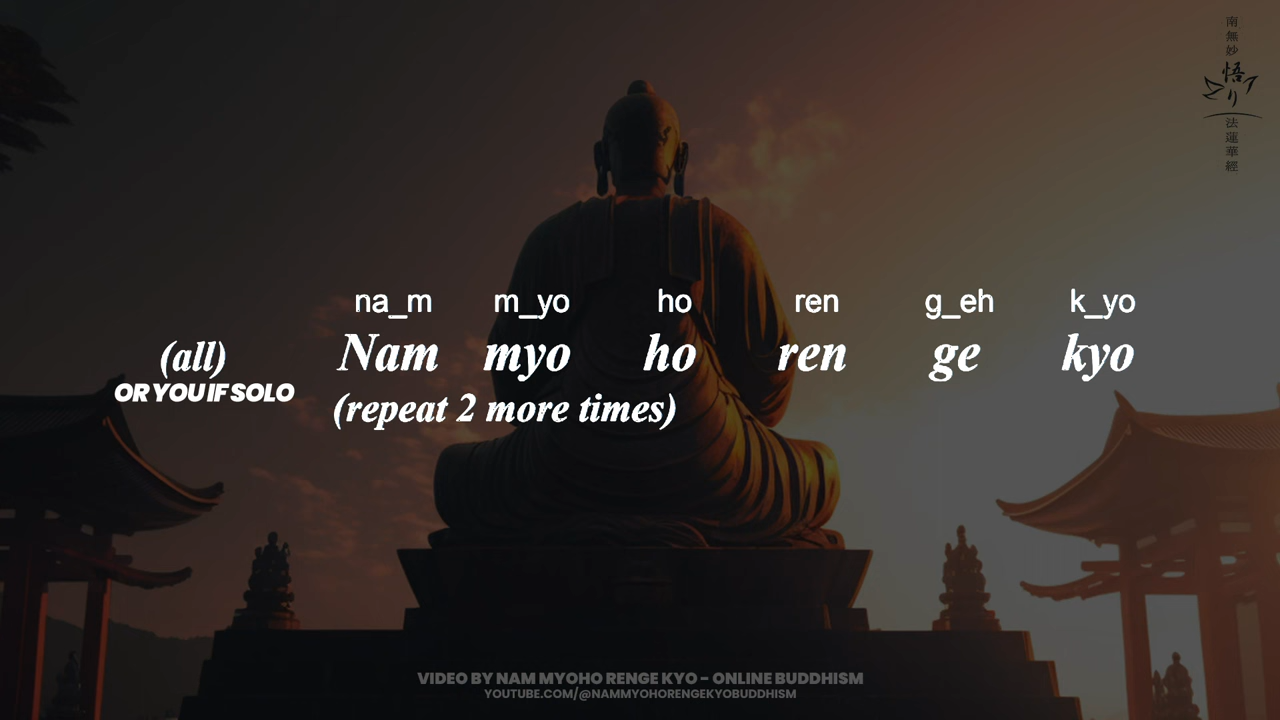 na_m m_yo ho ren g_eh k_yo
(all) Nam myo ho ren ge kyo
OR YOU IF SOLO
(repeat 2 more times)
南無妙
悟り
法蓮華經
VIDEO BY NAM MYOHO RENGE KYO - ONLINE BUDDHISM
YOUTUBE.COM/@NAMMYOHORENGEKYOBUDDHISM